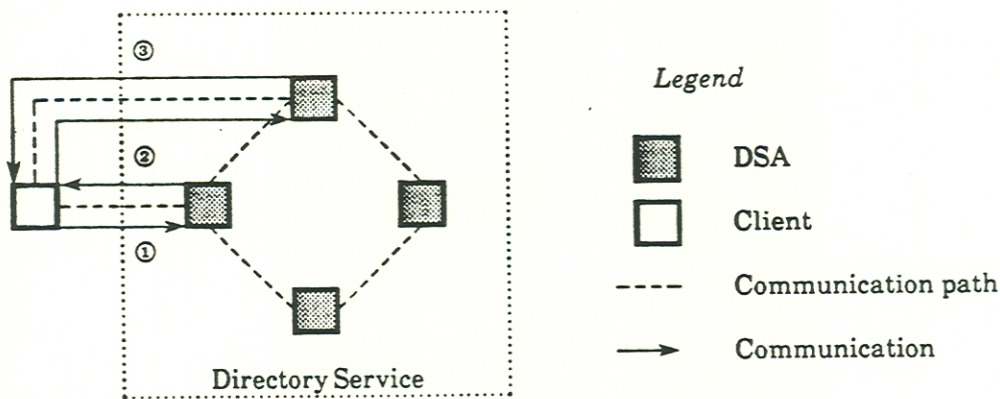 ③
②
①
Directory Service
Legend
DSA
Client
Communication path
Communication